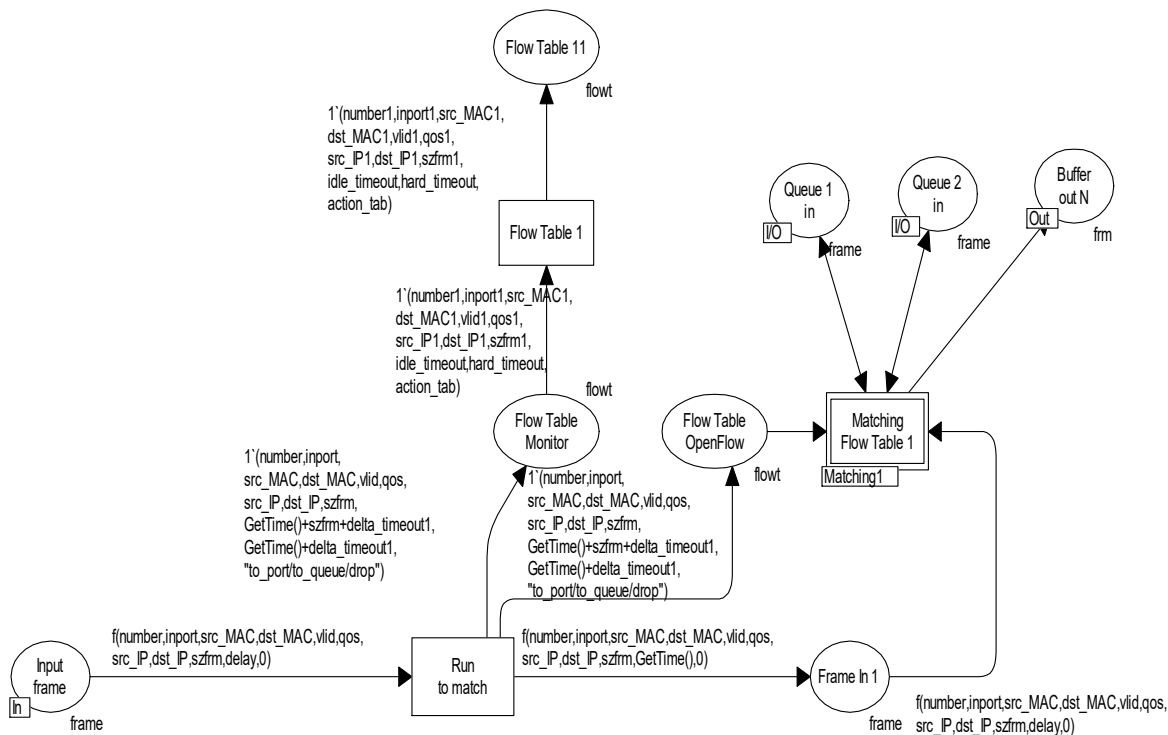 Flow Table 11
flowt
1`(number1,inport1,src_MAC1,
dst_MAC1,vlid1,qos1,
src_IP1,dst_IP1,szfrm1,
idle_timeout,hard_timeout,
action_tab)
Flow Table 1
Queue 1
in
I/O
frame
Queue 2
in
I/O
frame
Buffer
out N
Out
frm
1`(number1,inport1,src_MAC1,
dst_MAC1,vlid1,qos1,
src_IP1,dst_IP1,szfrm1,
idle_timeout,hard_timeout,
action_tab)
flowt
Flow Table
Monitor
Flow Table
OpenFlow
flowt
Matching
Flow Table 1
Matching1
1`(number,inport,
src_MAC,dst_MAC,vlid,qos,
src_IP,dst_IP,szfrm,
GetTime()+szfrm+delta_timeout1,
GetTime()+delta_timeout1,
"to_port/to_queue/drop")
1`(number,inport,
src_MAC,dst_MAC,vlid,qos,
src_IP,dst_IP,szfrm,
GetTime()+szfrm+delta_timeout1,
GetTime()+delta_timeout1,
"to_port/to_queue/drop")
Input
frame
In
frame
f(number,inport,src_MAC,dst_MAC,vlid,qos,
src_IP,dst_IP,szfrm,delay,0)
Run
to match
f(number,inport,src_MAC,dst_MAC,vlid,qos,
src_IP,dst_IP,szfrm,GetTime(),0)
Frame In 1
frame
f(number,inport,src_MAC,dst_MAC,vlid,qos,
src_IP,dst_IP,szfrm,delay,0)